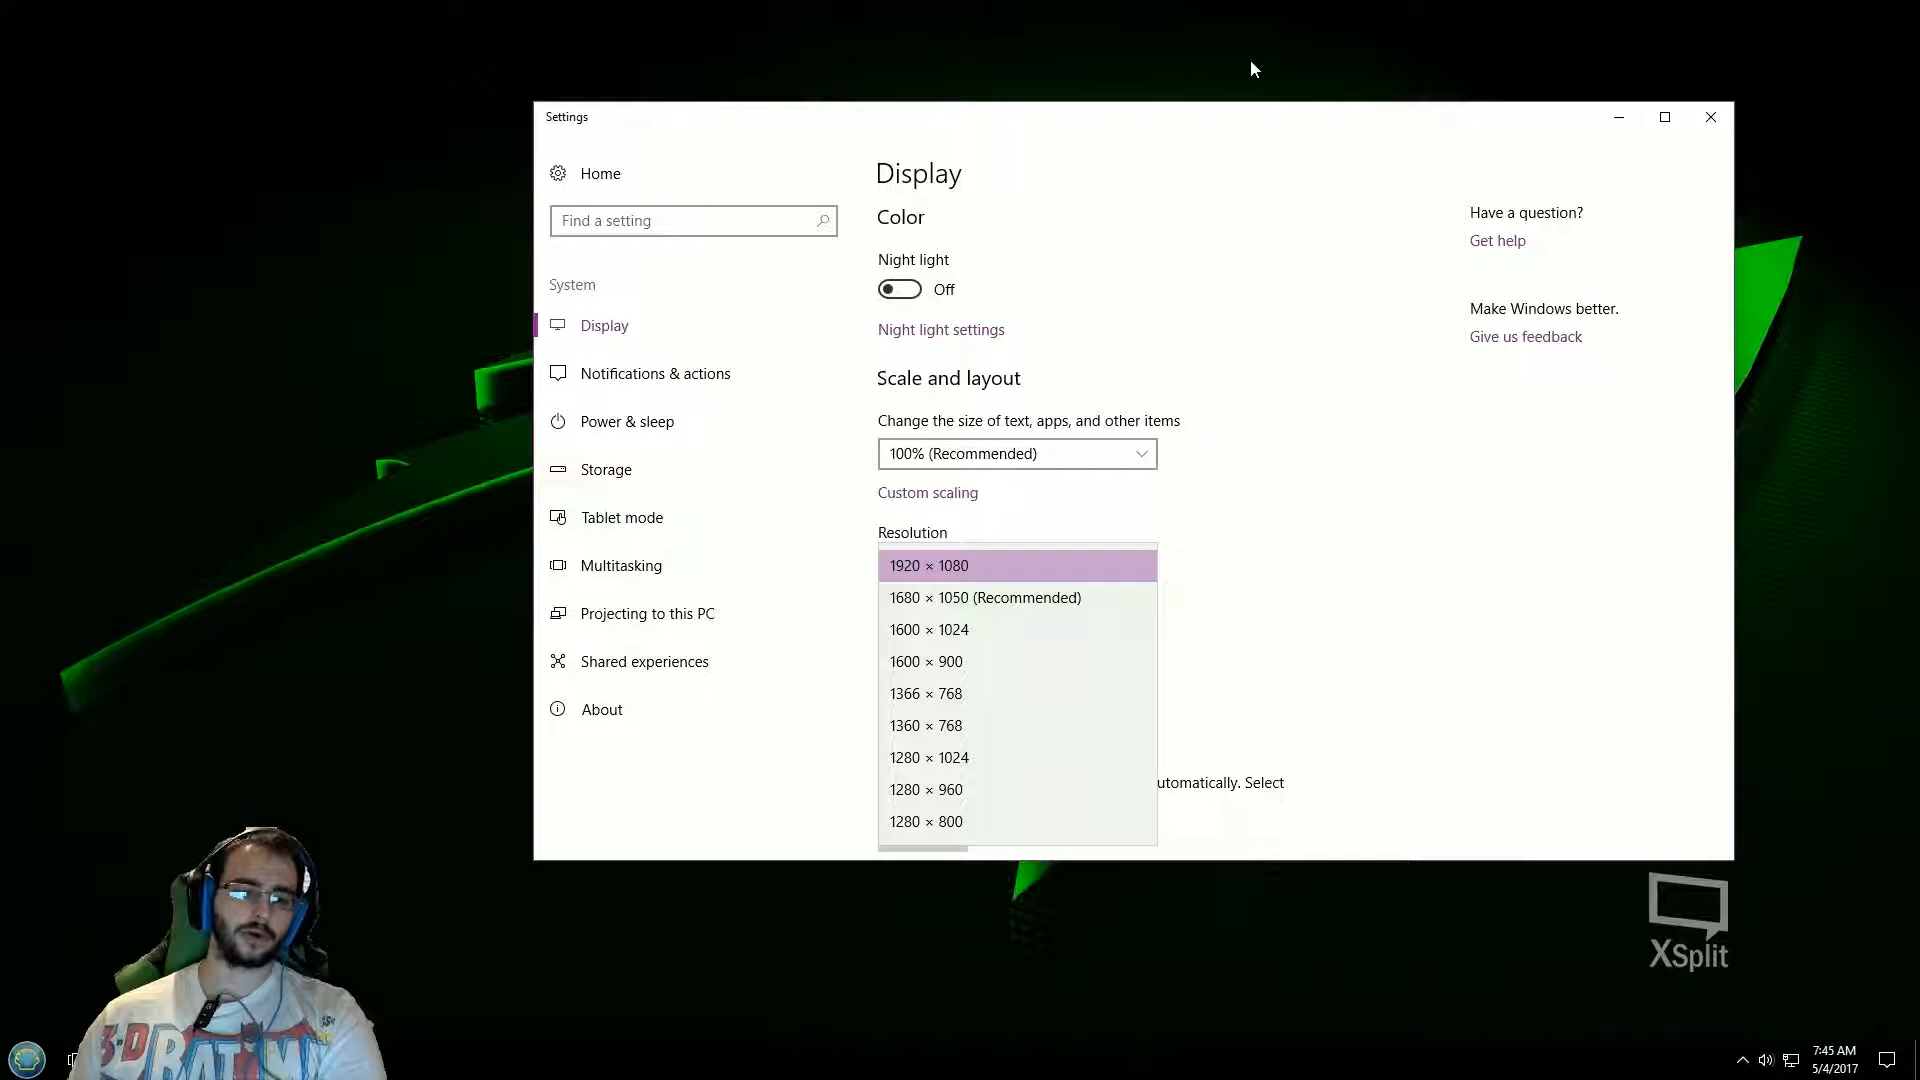 Settings
Home
Find a setting
System
Display
Notifications & actions
Power & sleep
Storage
Tablet mode
Multitasking
Projecting to this PC
Shared experiences
About
Display
Color
Night light
Off
Night light settings
Scale and layout
Change the size of text, apps, and other items
100% (Recommended)
Custom scaling
Resolution
1920 × 1080
1680 × 1050 (Recommended)
1600 × 1024
1600 × 900
1366 × 768
1360 × 768
1280 × 1024
1280 × 960
1280 × 800
utomatically. Select
Have a question?
Get help
Make Windows better.
Give us feedback
XSplit
3-D
BATMAN
7:45 AM
5/4/2017